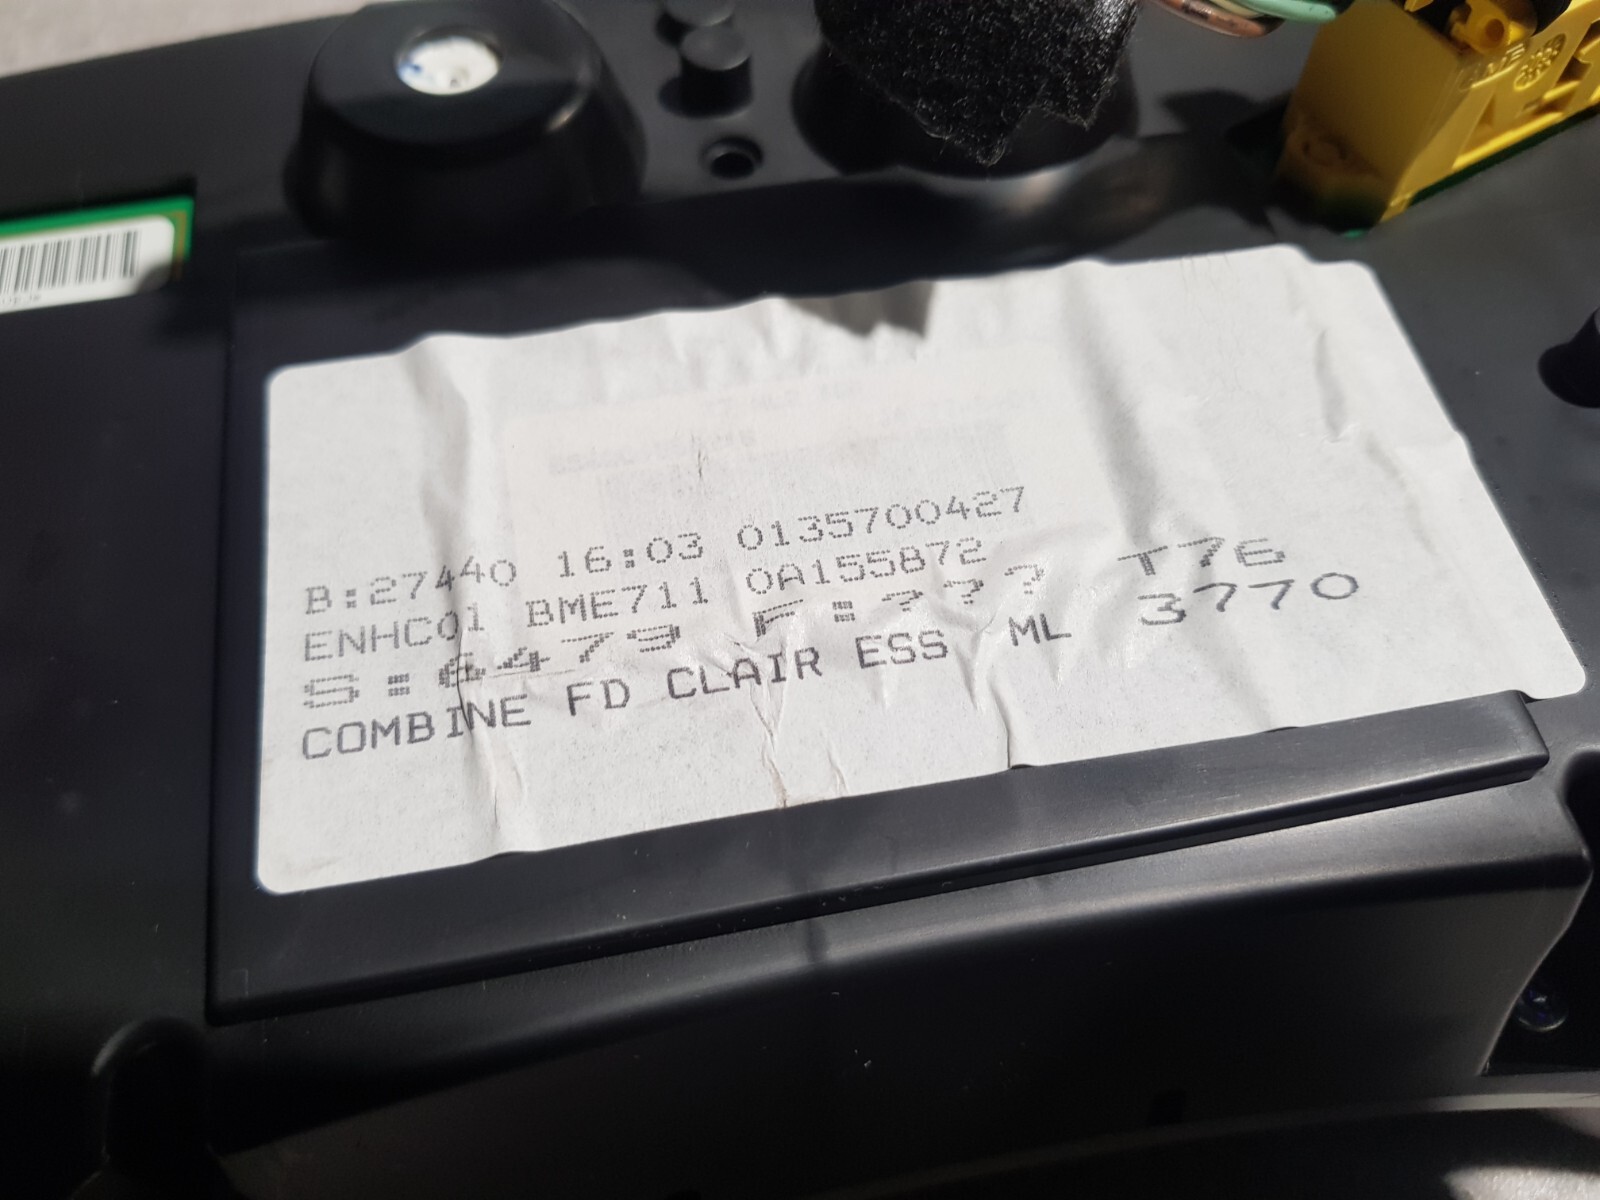 B:27440 16:03 0135700427
ENHC01 BME711 0A155872 T76
S:6479 F:??? 3770
COMBINE FD CLAIR ESS ML